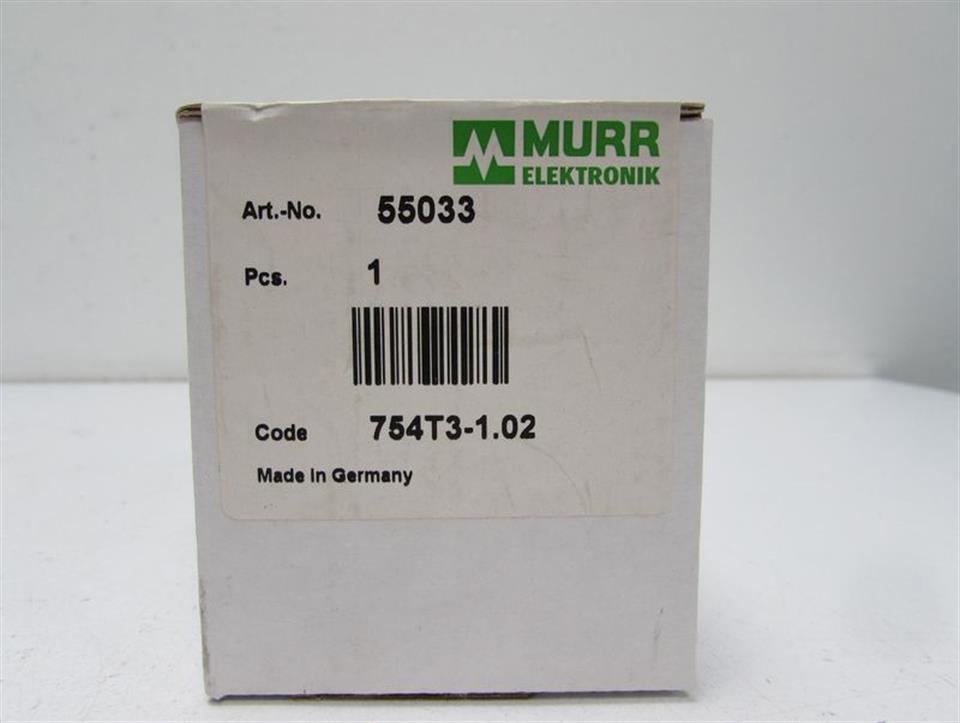 MURR
ELEKTRONIK
Art.-No. 55033
Pcs. 1
Code 754T3-1.02
Made in Germany